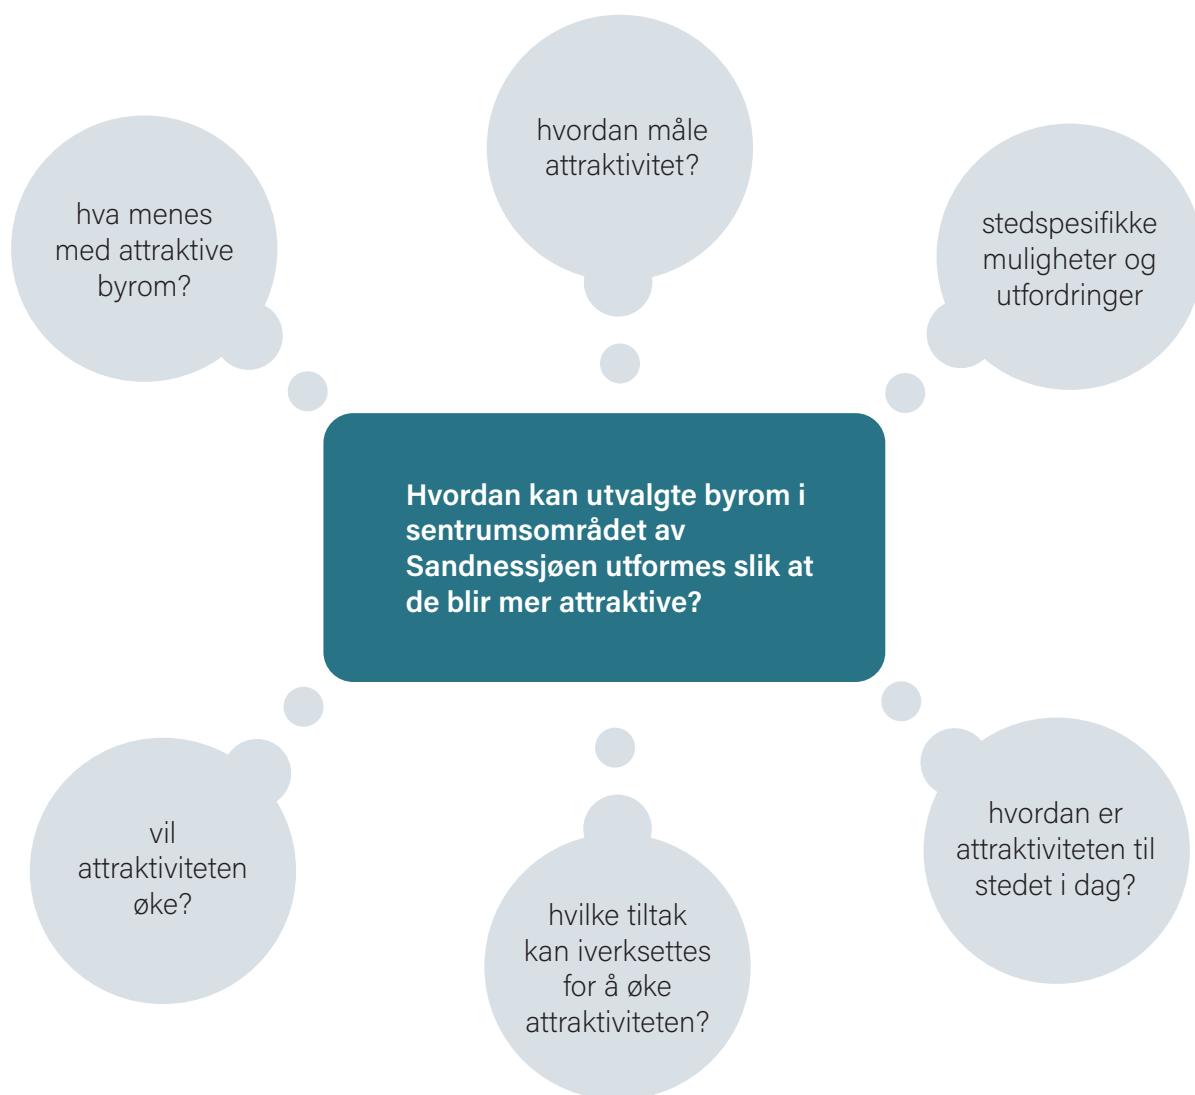 hvordan måle
attraktivitet?
hva menes
med attraktive
byrom?
stedspesifikke
muligheter og
utfordringer
Hvordan kan utvalgte byrom i
sentrumsområdet av
Sandnessjøen utformes slik at
de blir mer attraktive?
vil
attraktiviteten
øke?
hvilke tiltak
kan iverksettes
for å øke
attraktiviteten?
hvordan er
attraktiviteten til
stedet i dag?